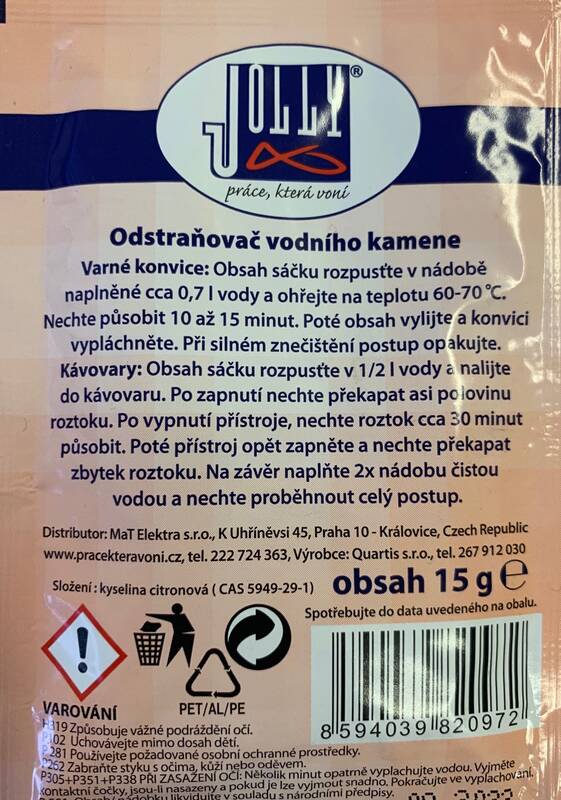 JOLLY®
práce, která voní
Odstraňovač vodního kamene
Varné konvice: Obsah sáčku rozpusťte v nádobě
naplněné cca 0,7 l vody a ohřejte na teplotu 60-70 °C.
Nechte působit 10 až 15 minut. Poté obsah vylijte a konvici
vypláchněte. Při silném znečištění postup opakujte.
Kávovary: Obsah sáčku rozpusťte v 1/2 l vody a nalijte
do kávovaru. Po zapnutí nechte překapat asi polovinu
roztoku. Po vypnutí přístroje, nechte roztok cca 30 minut
působit. Poté přístroj opět zapněte a nechte překapat
zbytek roztoku. Na závěr naplňte 2x nádobu čistou
vodou a nechte proběhnout celý postup.
Distributor: MaT Elektra s.r.o., K Uhříněvsi 45, Praha 10 - Královice, Czech Republic
www.pracekteravoni.cz, tel. 222 724 363, Výrobce: Quartis s.r.o., tel. 267 912 030
Složení : kyselina citronová ( CAS 5949-29-1) obsah 15 g ℮
Spotřebujte do data uvedeného na obalu.
PET/AL/PE
8 594039 820972
VAROVÁNÍ
H319 Způsobuje vážné podráždění očí.
P102 Uchovávejte mimo dosah dětí.
P281 Používejte požadované osobní ochranné prostředky.
P262 Zabraňte styku s očima, kůží nebo oděvem.
P305+P351+P338 PŘI ZASAŽENÍ OČÍ: Několik minut opatrně vyplachujte vodou. Vyjměte
kontaktní čočky, jsou-li nasazeny a pokud je lze vyjmout snadno. Pokračujte ve vyplachování.
Obsah/nádobu likvidujte v souladu s národními předpisy.